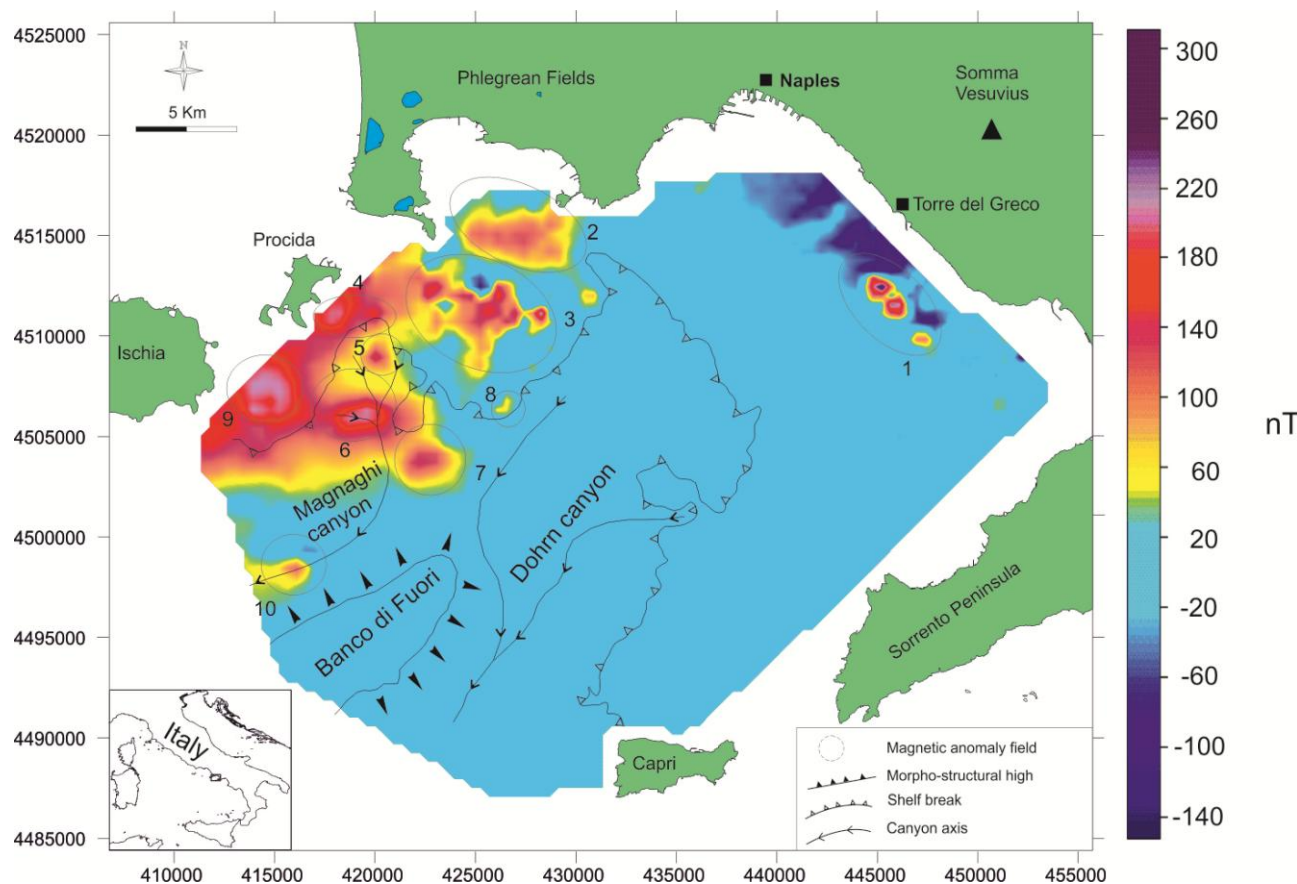 4525000
4520000
4515000
4510000
4505000
4500000
4495000
4490000
4485000
410000
415000
420000
425000
430000
435000
440000
445000
450000
455000
N
5 Km
Phlegrean Fields
Naples
Somma
Vesuvius
Torre del Greco
Procida
Ischia
1
2
3
4
5
6
7
8
9
10
Magnaghi
canyon
Dohrn canyon
Banco di Fuori
Sorrento Peninsula
Capri
Italy
Magnetic anomaly field
Morpho-structural high
Shelf break
Canyon axis
300
260
220
180
140
100
60
20
-20
-60
-100
-140
nT